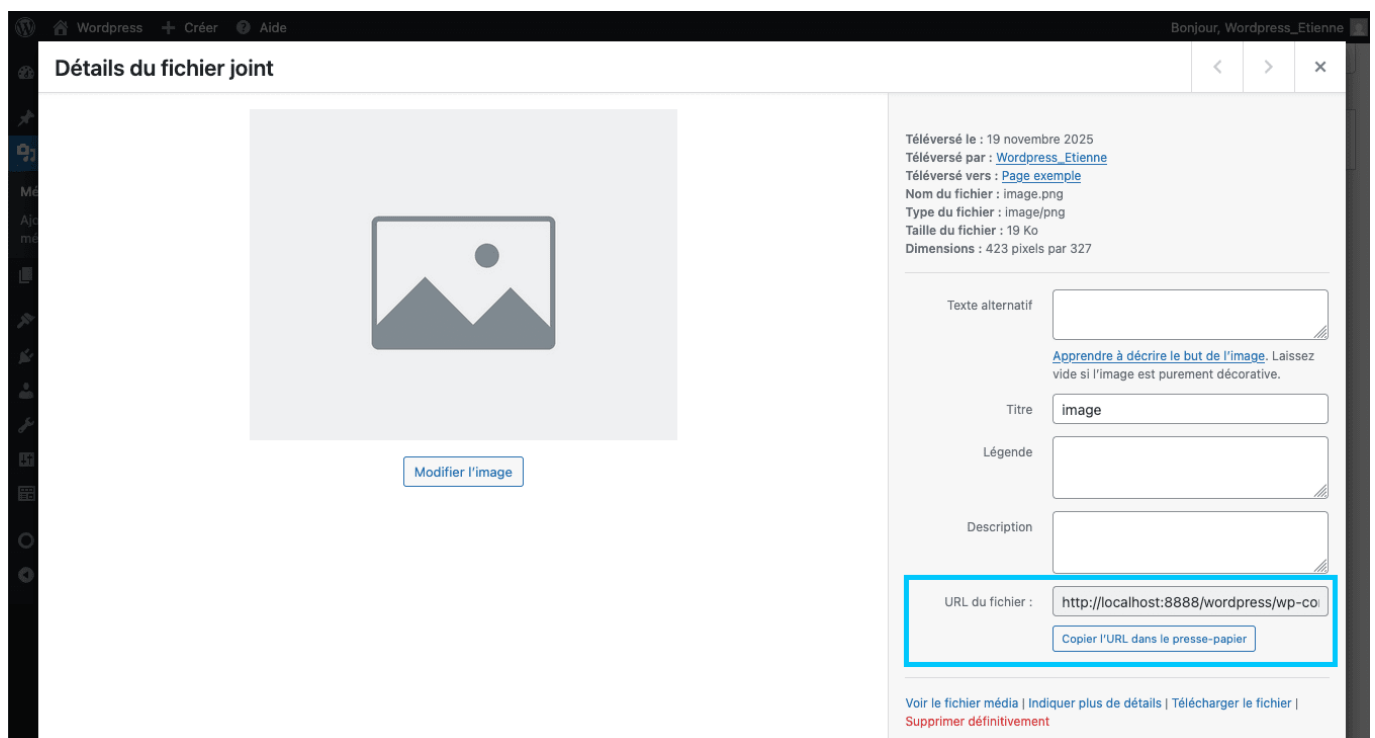 Wordpress Créer Aide Bonjour, Wordpress_Etienne
Détails du fichier joint
Téléversé le : 19 novembre 2025
Téléversé par : Wordpress_Etienne
Téléversé vers : Page exemple
Nom du fichier : image.png
Type du fichier : image/png
Taille du fichier : 19 Ko
Dimensions : 423 pixels par 327
Mé
Ajo
mé
Texte alternatif
Apprendre à décrire le but de l'image. Laissez
vide si l'image est purement décorative.
Titre image
Légende
Modifier l'image
Description
URL du fichier : http://localhost:8888/wordpress/wp-co
Copier l'URL dans le presse-papier
Voir le fichier média | Indiquer plus de détails | Télécharger le fichier |
Supprimer définitivement